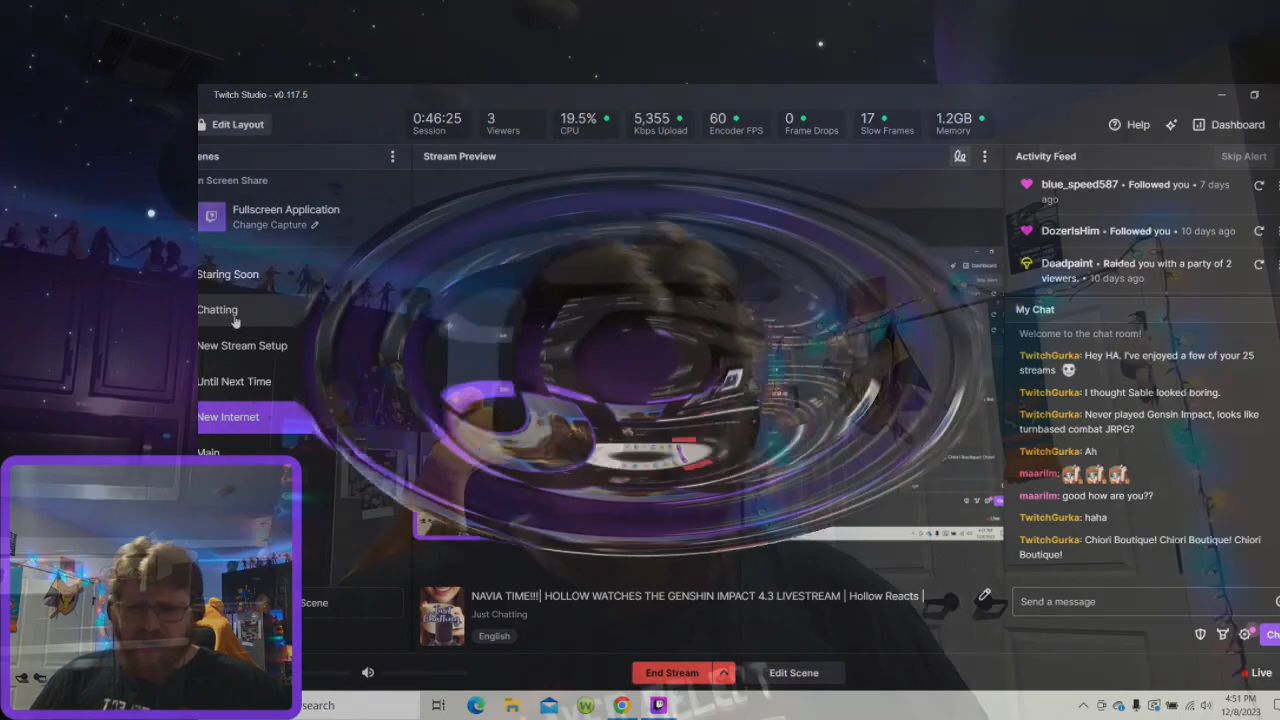 Twitch Studio - v0.117.5
Edit Layout
0:46:25
Session
3
Viewers
19.5%
CPU
5,355
Kbps Upload
60
Encoder FPS
0
Frame Drops
17
Slow Frames
1.2GB
Memory
Help
Dashboard
enes
Stream Preview
Activity Feed
Skip Alert
n Screen Share
Fullscreen Application
Change Capture
blue_speed587 • Followed you • 7 days
ago
DozerIsHim • Followed you • 10 days ago
Deadpaint • Raided you with a party of 2
viewers. • 10 days ago
Staring Soon
Chatting
New Stream Setup
Until Next Time
New Internet
Main
My Chat
Welcome to the chat room!
TwitchGurka: Hey HA, I've enjoyed a few of your 25
streams
TwitchGurka: I thought Sable looked boring.
TwitchGurka: Never played Gensin Impact, looks like
turnbased combat JRPG?
TwitchGurka: Ah
maarilm:
maarilm: good how are you??
TwitchGurka: haha
TwitchGurka: Chiori Boutique! Chiori Boutique! Chiori
Boutique!
Scene
NAVIA TIME!!!| HOLLOW WATCHES THE GENSHIN IMPACT 4.3 LIVESTREAM | Hollow Reacts |
Just Chatting
English
Send a message
Ch
End Stream
Edit Scene
Live
search
4:51 PM
12/8/2023